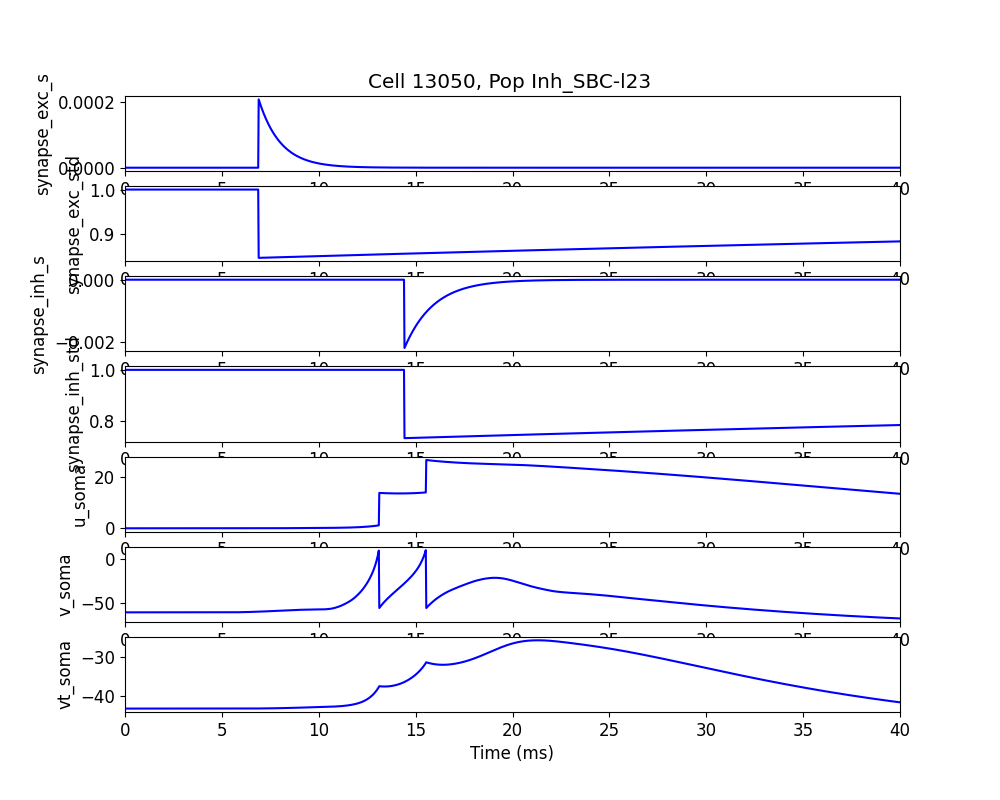 Cell 13050, Pop Inh_SBC-l23
synapse_exc_s
0.0002
0.0000
synapse_exc_std
1.0
0.9
synapse_inh_s
0.000
−0.002
synapse_inh_std
1.0
0.8
u_soma
20
0
v_soma
0
−50
vt_soma
−30
−40
0 5 10 15 20 25 30 35 40
Time (ms)